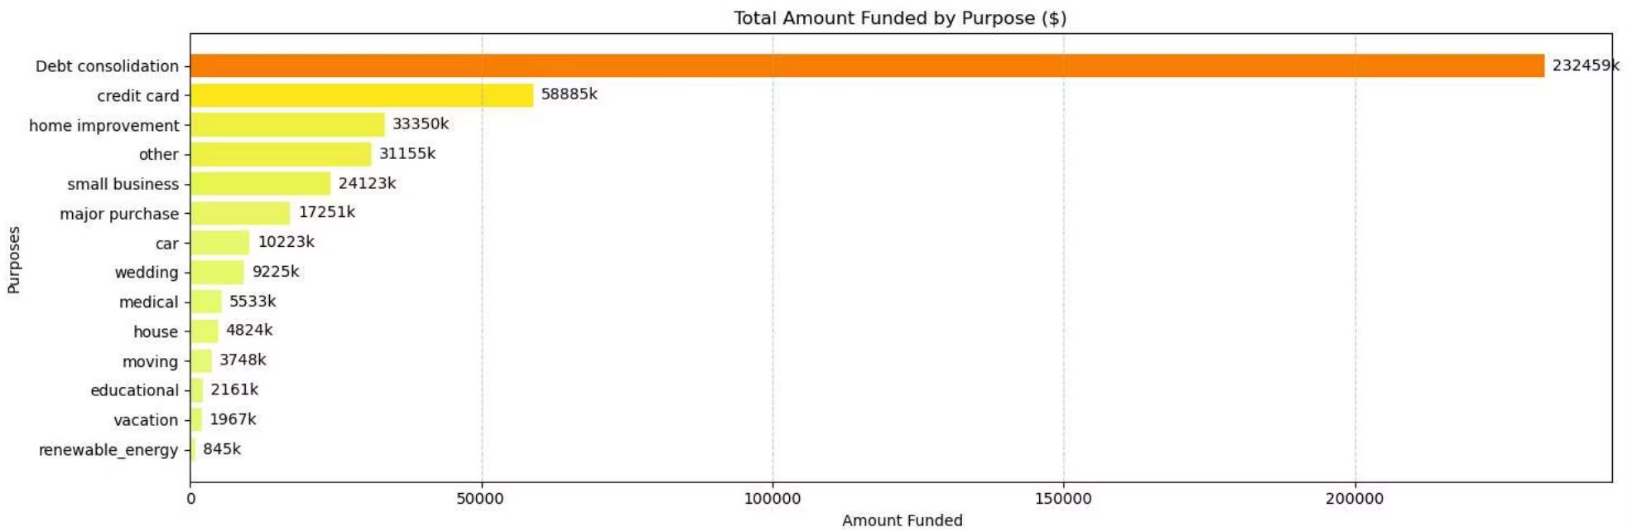 Total Amount Funded by Purpose ($)
Purposes
Debt consolidation 232459k
credit card 58885k
home improvement 33350k
other 31155k
small business 24123k
major purchase 17251k
car 10223k
wedding 9225k
medical 5533k
house 4824k
moving 3748k
educational 2161k
vacation 1967k
renewable_energy 845k
0 50000 100000 150000 200000
Amount Funded